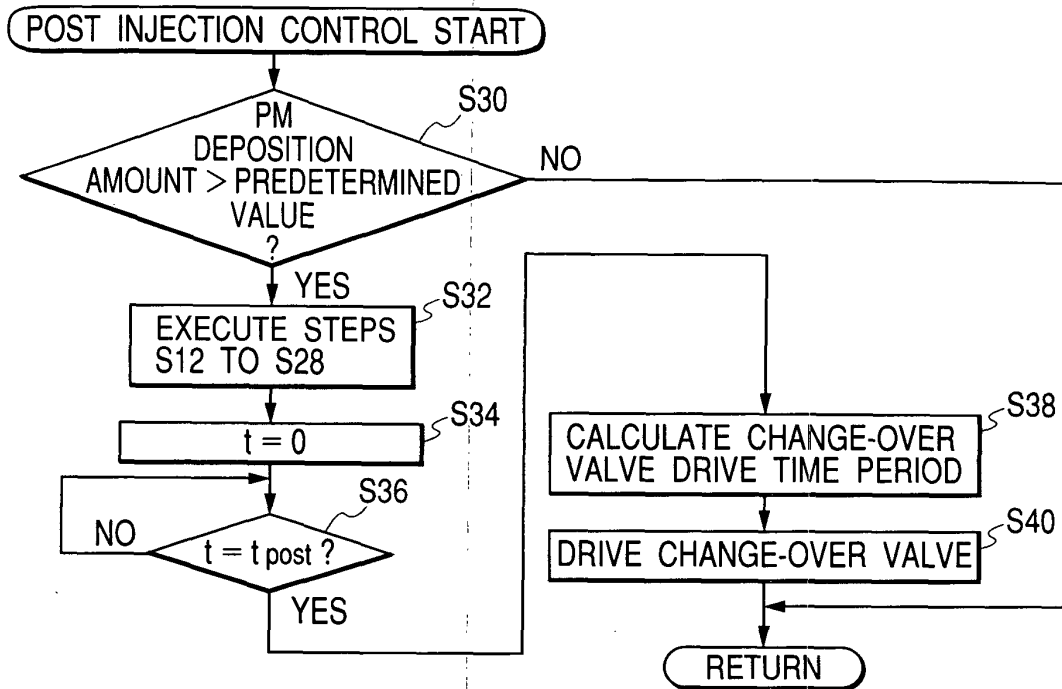 POST INJECTION CONTROL START
S30
PM
DEPOSITION
AMOUNT > PREDETERMINED
VALUE
?
NO
YES
S32
EXECUTE STEPS
S12 TO S28
S34
t = 0
S36
t = t post ?
NO
YES
S38
CALCULATE CHANGE-OVER
VALVE DRIVE TIME PERIOD
S40
DRIVE CHANGE-OVER VALVE
RETURN